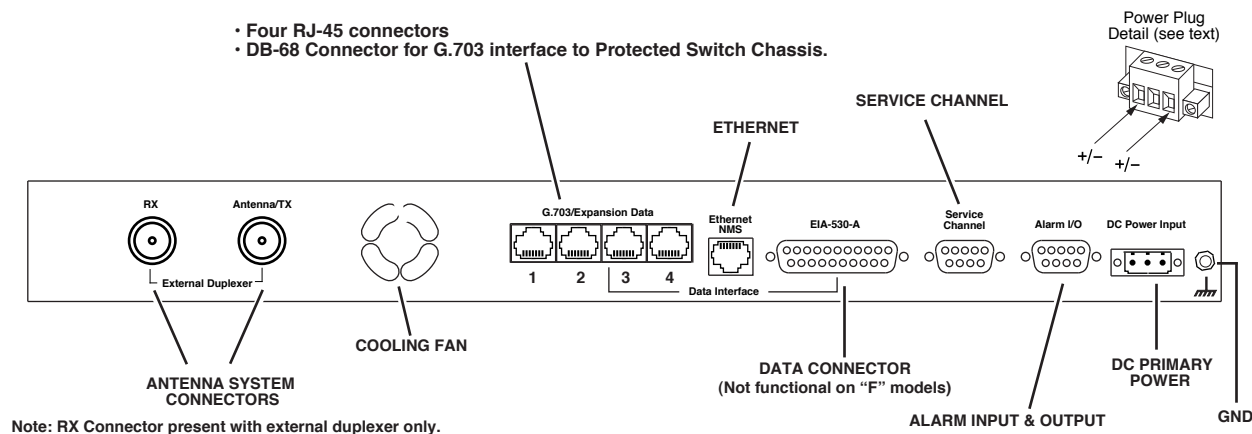 • Four RJ-45 connectors
• DB-68 Connector for G.703 interface to Protected Switch Chassis.
Power Plug
Detail (see text)
SERVICE CHANNEL
ETHERNET
+/–
+/–
RX
Antenna/TX
External Duplexer
G.703/Expansion Data
1
2
3
4
Ethernet
NMS
EIA-530-A
Data Interface
Service
Channel
Alarm I/O
DC Power Input
COOLING FAN
ANTENNA SYSTEM
CONNECTORS
DATA CONNECTOR
(Not functional on “F” models)
DC PRIMARY
POWER
ALARM INPUT & OUTPUT
GND
Note: RX Connector present with external duplexer only.